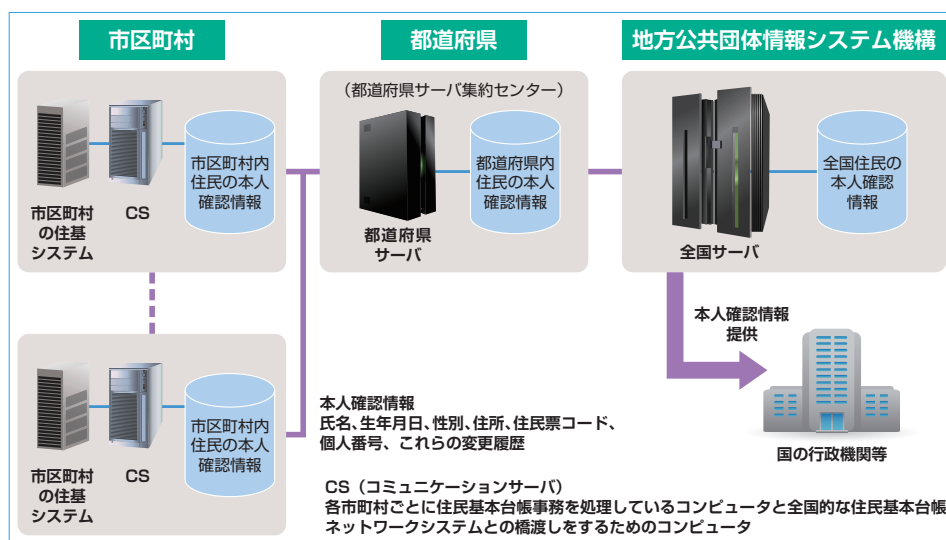 市区町村
都道府県
地方公共団体情報システム機構
市区町村
の住基
システム
CS
市区町村内
住民の本人
確認情報
（都道府県サーバ集約センター）
都道府県
サーバ
都道府県内
住民の本人
確認情報
全国サーバ
全国住民の
本人確認
情報
市区町村
の住基
システム
CS
市区町村内
住民の本人
確認情報
本人確認情報
提供
国の行政機関等
本人確認情報
氏名、生年月日、性別、住所、住民票コード、
個人番号、これらの変更履歴
CS（コミュニケーションサーバ）
各市町村ごとに住民基本台帳事務を処理しているコンピュータと全国的な住民基本台帳
ネットワークシステムとの橋渡しをするためのコンピュータ